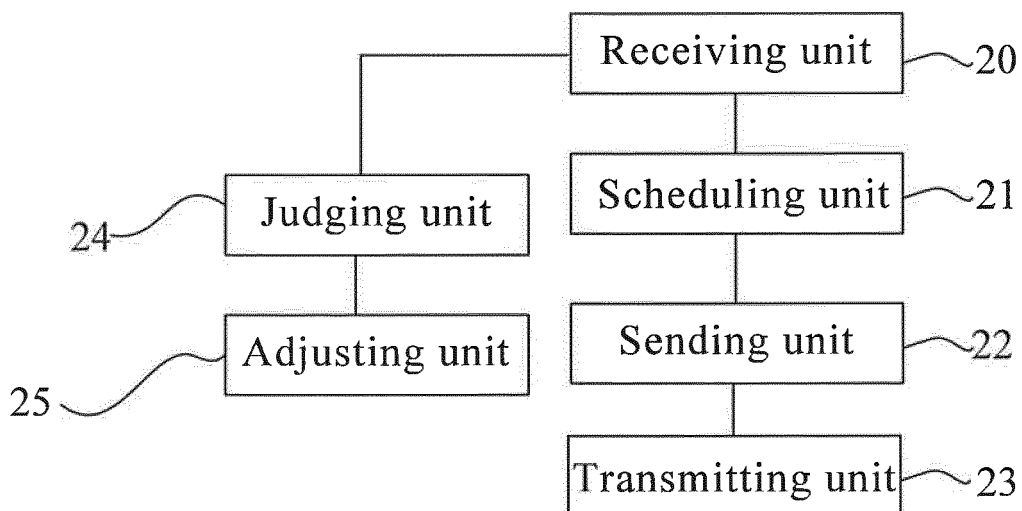 Receiving unit
20
Scheduling unit
21
Judging unit
24
Sending unit
22
Adjusting unit
25
Transmitting unit
23